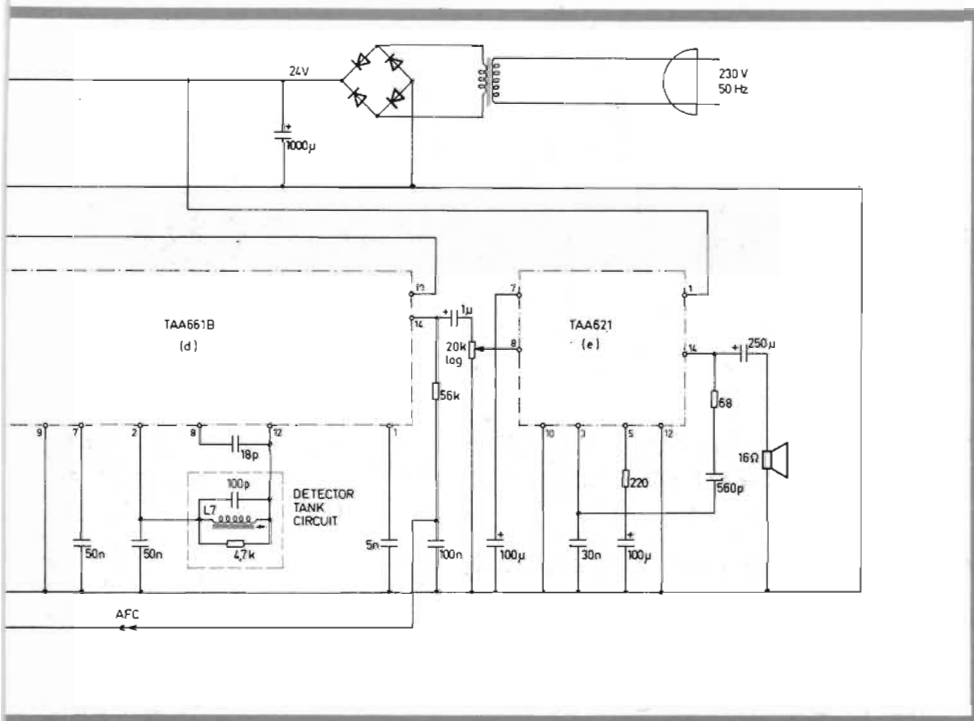 24V
230 V
50 Hz
+
1000µ
13
14
+ 1µ
TAA661B
(d)
20k
log
56k
7
8
TAA621
(e)
1
14
+ 250µ
68
9
7
2
8
12
1
18p
10
3
5
12
16Ω
220
560p
100p
L7
4,7k
DETECTOR
TANK
CIRCUIT
50n
50n
5n
100n
+
100µ
30n
+
100µ
AFC